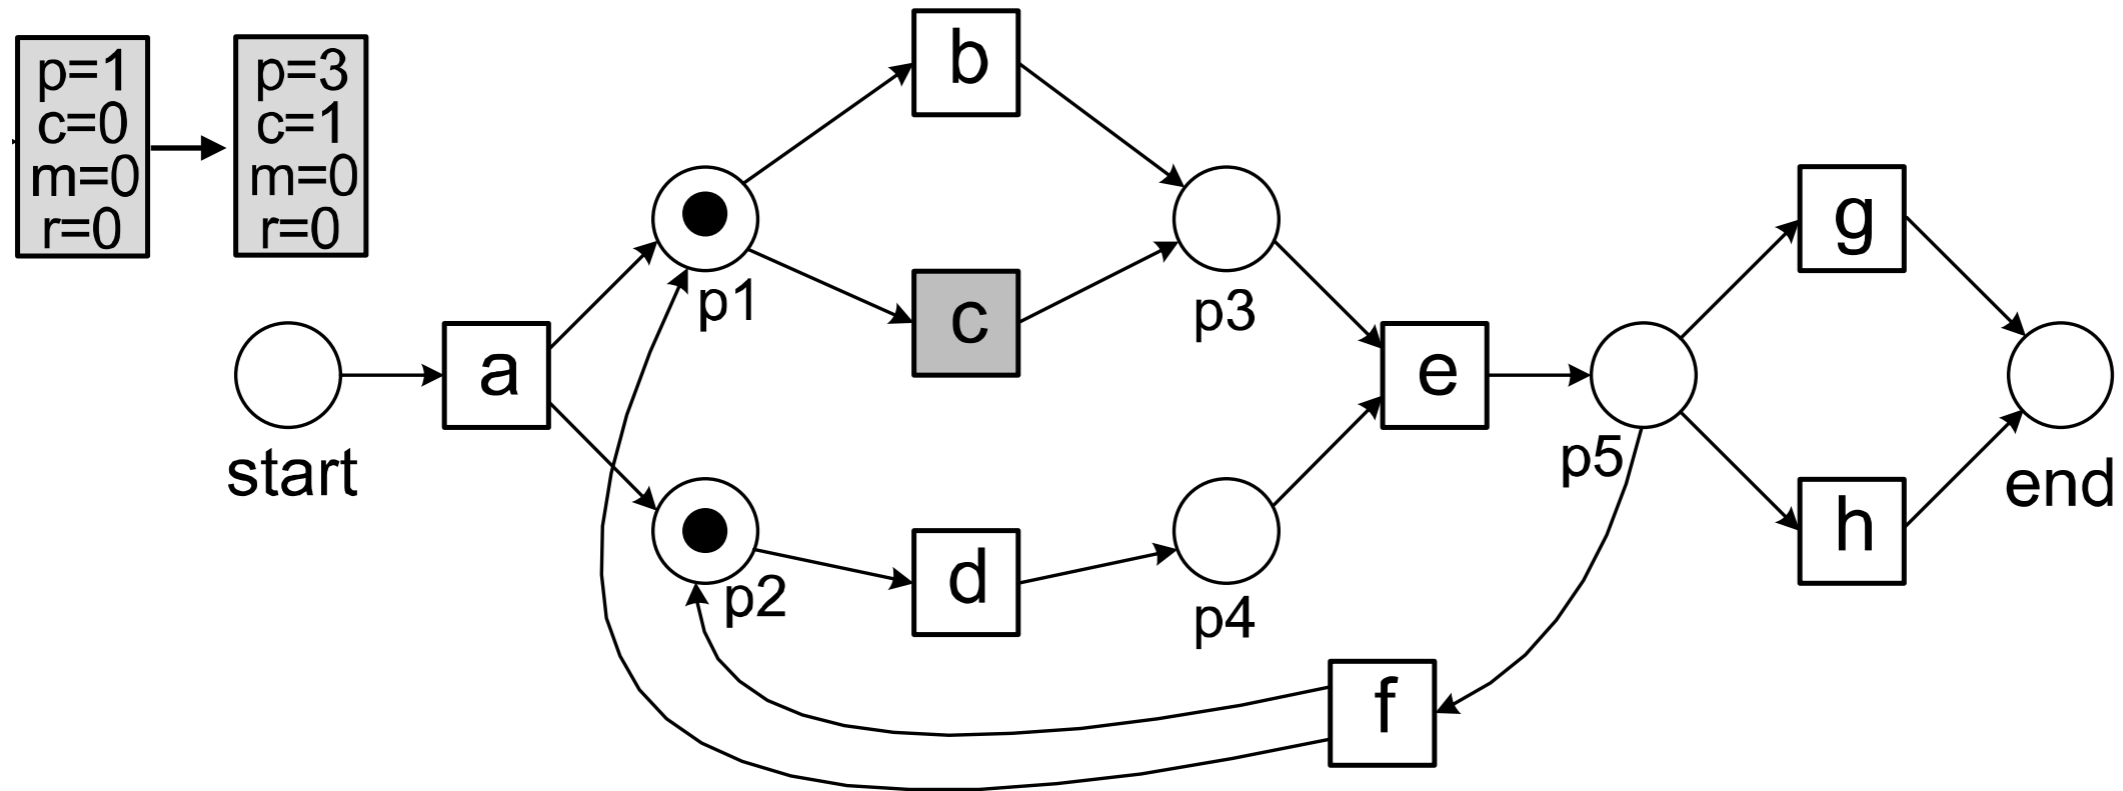 p=1
c=0
m=0
r=0
p=3
c=1
m=0
r=0
b
p1
c
p3
g
start
a
e
p5
end
p2
d
p4
h
f